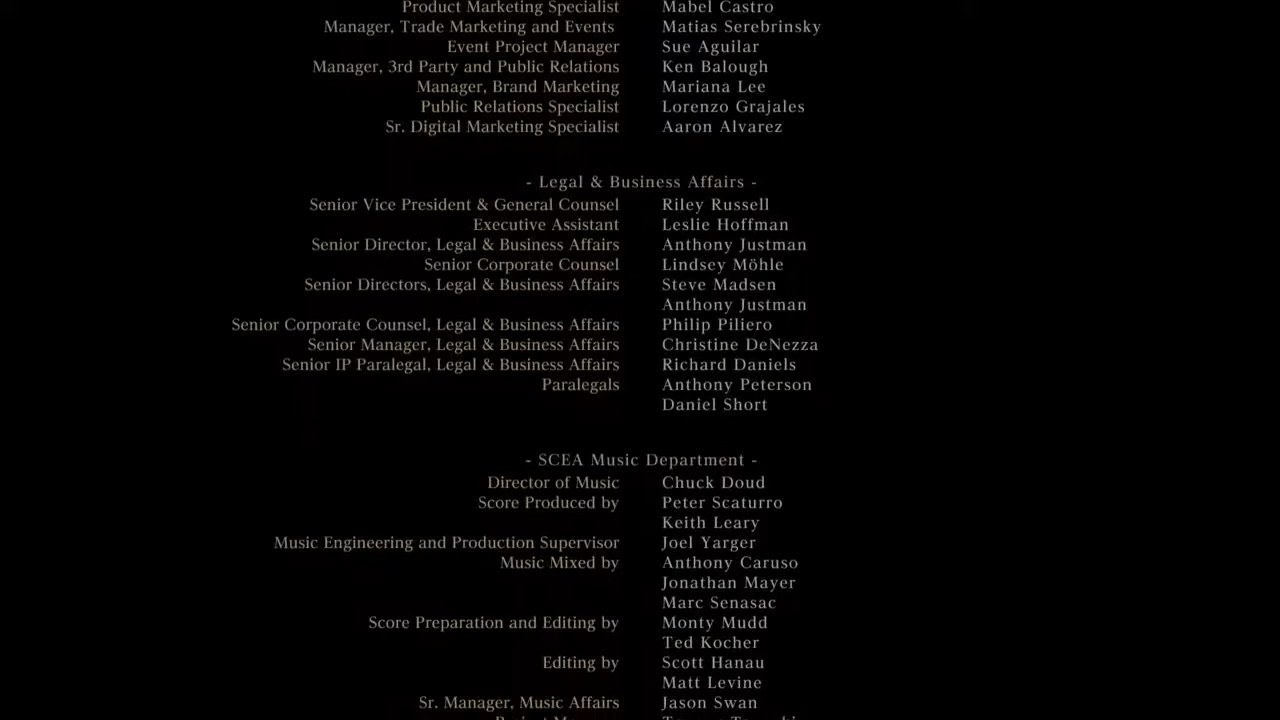 Product Marketing Specialist Mabel Castro
Manager, Trade Marketing and Events Matias Serebrinsky
Event Project Manager Sue Aguilar
Manager, 3rd Party and Public Relations Ken Balough
Manager, Brand Marketing Mariana Lee
Public Relations Specialist Lorenzo Grajales
Sr. Digital Marketing Specialist Aaron Alvarez
- Legal & Business Affairs -
Senior Vice President & General Counsel Riley Russell
Executive Assistant Leslie Hoffman
Senior Director, Legal & Business Affairs Anthony Justman
Senior Corporate Counsel Lindsey Möhle
Senior Directors, Legal & Business Affairs Steve Madsen
Anthony Justman
Senior Corporate Counsel, Legal & Business Affairs Philip Piliero
Senior Manager, Legal & Business Affairs Christine DeNezza
Senior IP Paralegal, Legal & Business Affairs Richard Daniels
Paralegals Anthony Peterson
Daniel Short
- SCEA Music Department -
Director of Music Chuck Doud
Score Produced by Peter Scaturro
Keith Leary
Music Engineering and Production Supervisor Joel Yarger
Music Mixed by Anthony Caruso
Jonathan Mayer
Marc Senasac
Score Preparation and Editing by Monty Mudd
Ted Kocher
Editing by Scott Hanau
Matt Levine
Sr. Manager, Music Affairs Jason Swan